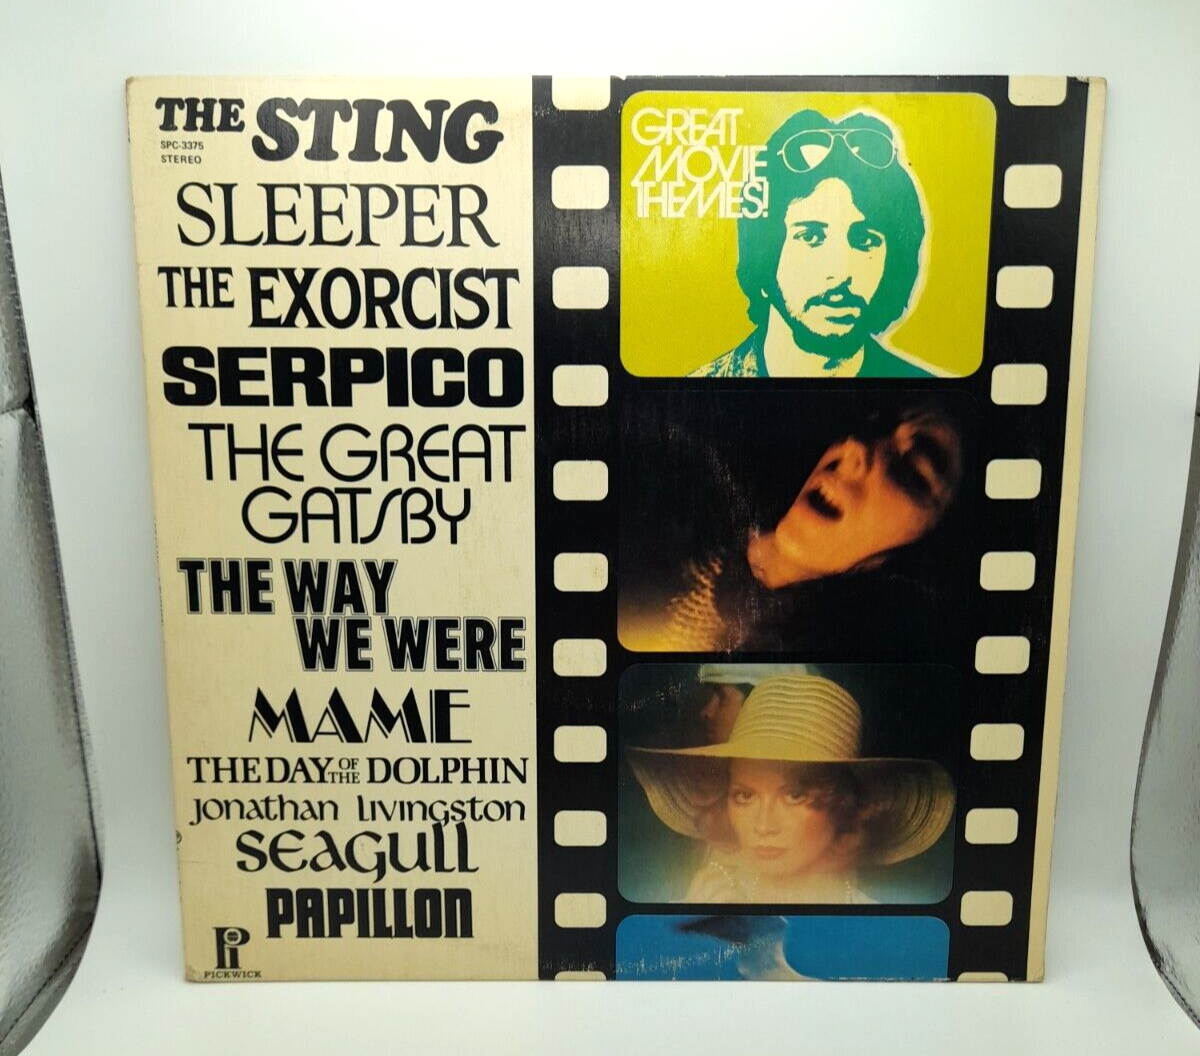 THE STING
SPC-3375
STEREO
SLEEPER
THE EXORCIST
SERPICO
THE GREAT
GATSBY
THE WAY
WE WERE
MAME
THE DAY OF THE DOLPHIN
Jonathan Livingston
Seagull
PAPILLON
Pi
PICKWICK
GREAT
MOVIE
THEMES!